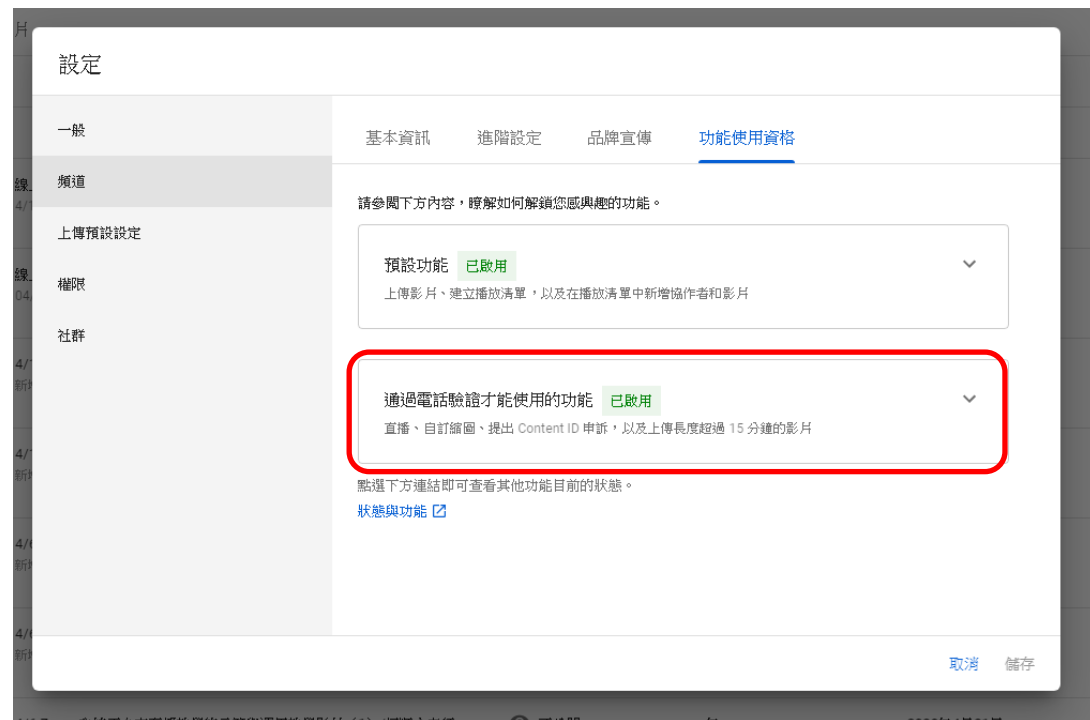 片
設定
一般
頻道
上傳預設設定
權限
社群
基本資訊 進階設定 品牌宣傳 功能使用資格
請參閱下方內容，瞭解如何解鎖您感興趣的功能。
預設功能 已啟用
上傳影片、建立播放清單，以及在播放清單中新增協作者和影片
通過電話驗證才能使用的功能 已啟用
直播、自訂縮圖、提出 Content ID 申訴，以及上傳長度超過 15 分鐘的影片
點選下方連結即可查看其他功能目前的狀態。
狀態與功能
取消 儲存